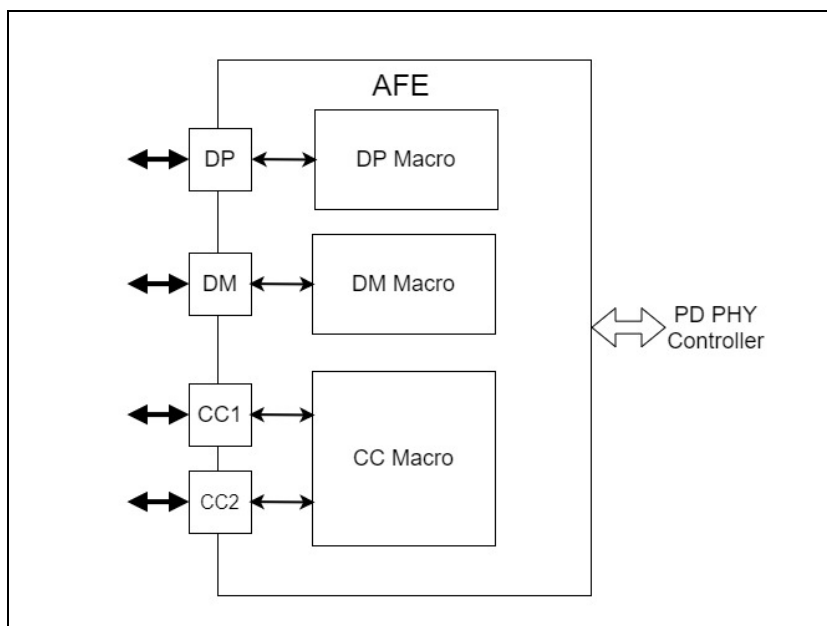 AFE
DP
DP Macro
DM
DM Macro
PD PHY
Controller
CC1
CC Macro
CC2